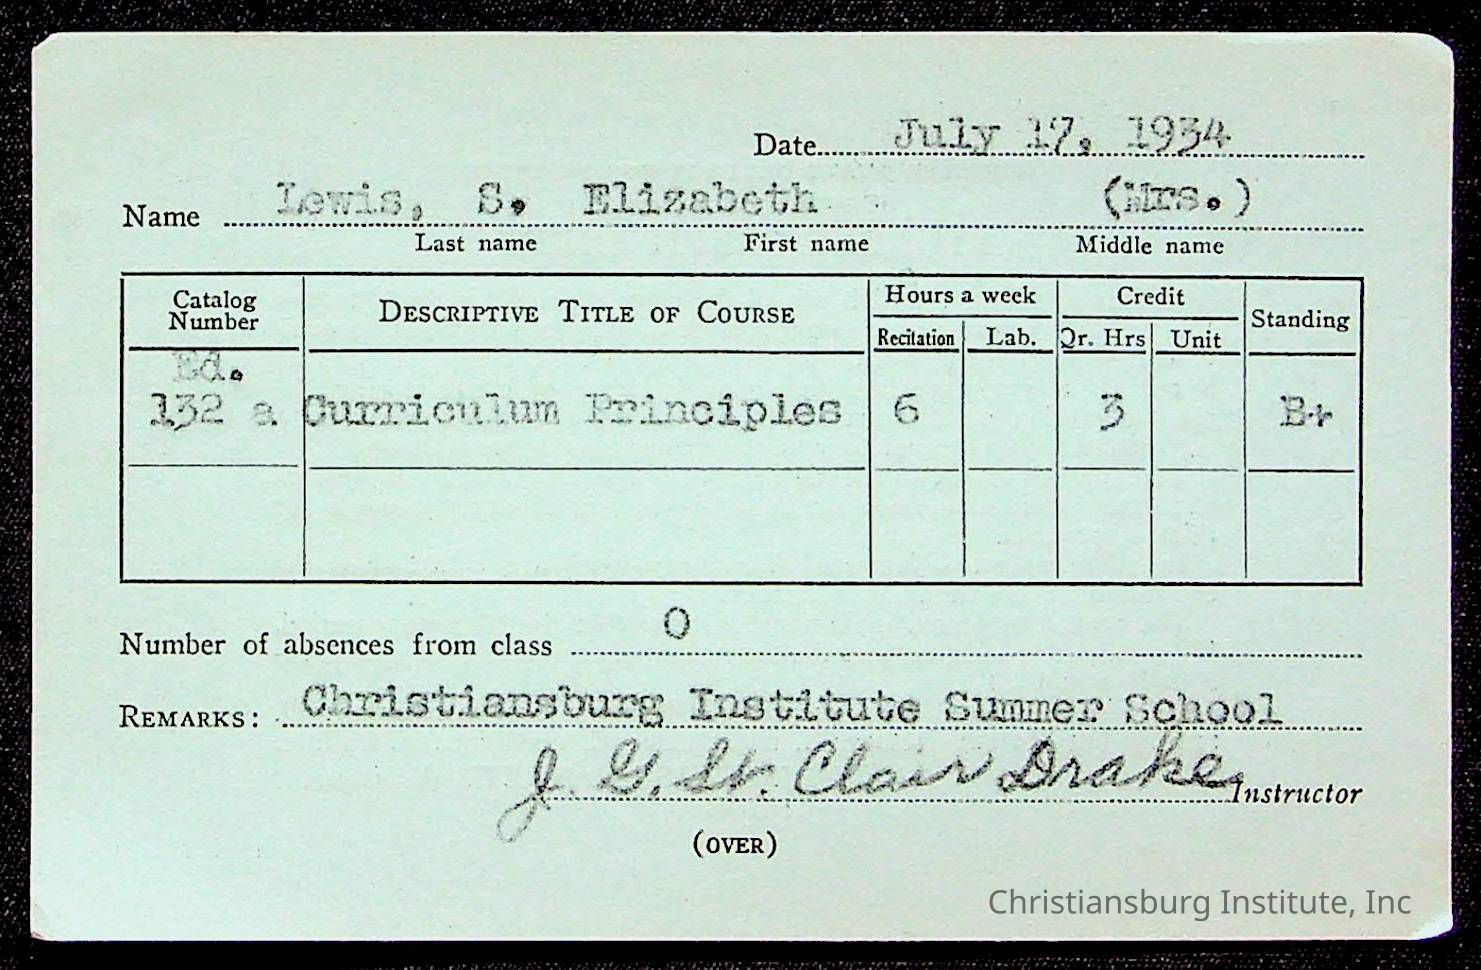 Date July 17, 1934
Name Lewis, S. Elizabeth (Mrs.)
Last name First name Middle name
Catalog Number DESCRIPTIVE TITLE OF COURSE Hours a week Credit Standing
Recitation Lab. Qr. Hrs Unit
Ed.
132 a Curriculum Principles 6 3 B+
Number of absences from class 0
REMARKS: Christiansburg Institute Summer School
J. G. St. Clair Drake Instructor
(OVER)
Christiansburg Institute, Inc